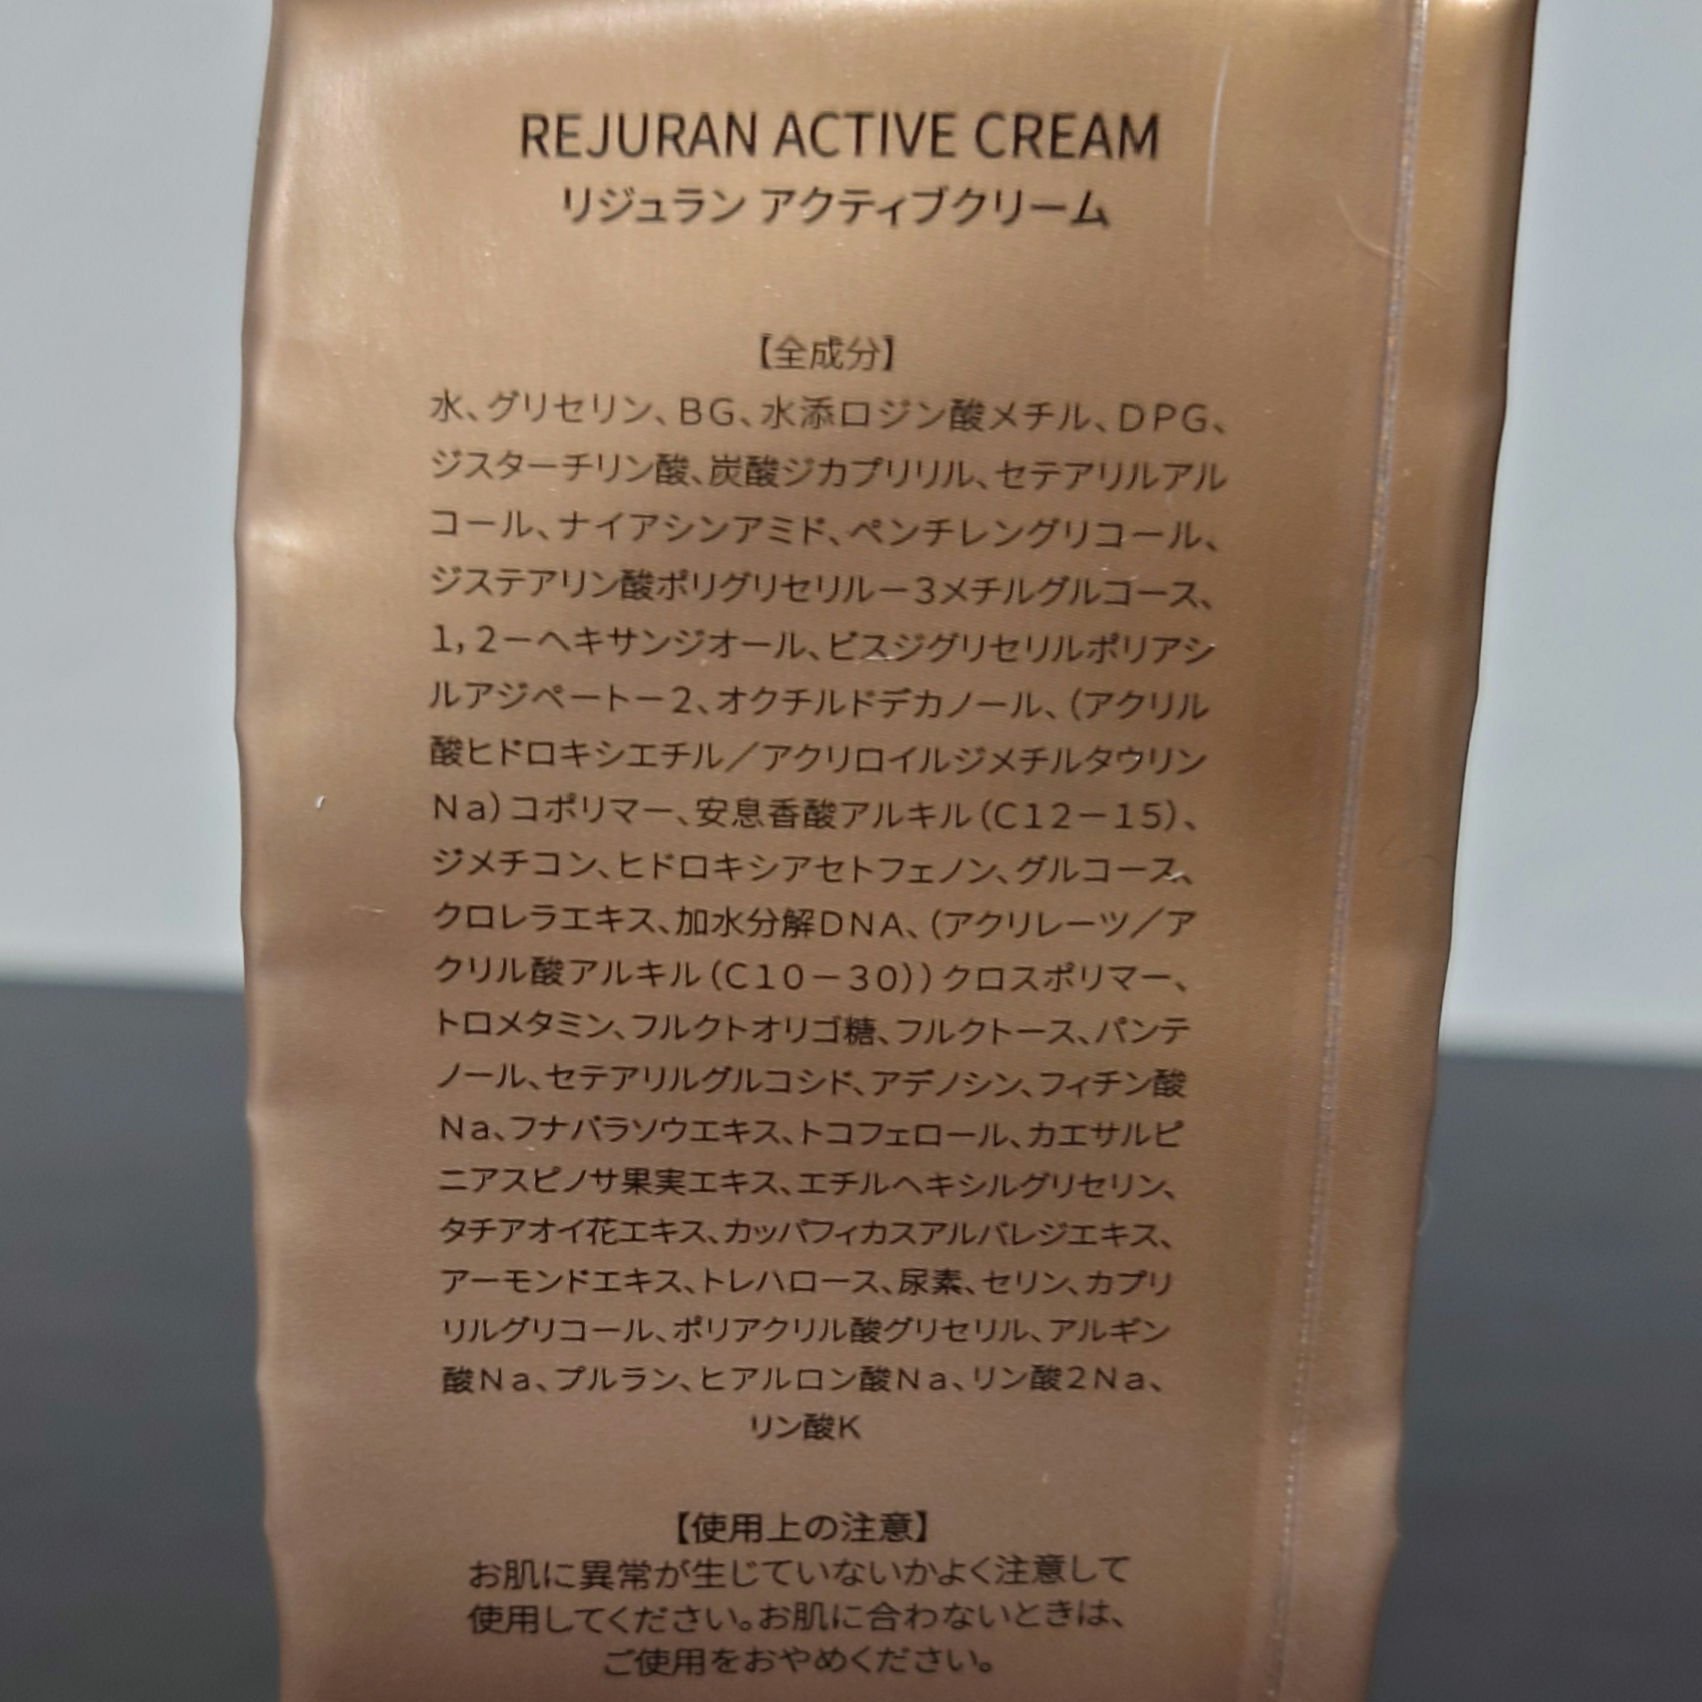 REJURAN ACTIVE CREAM
リジュラン アクティブクリーム
【全成分】
水、グリセリン、BG、水添ロジン酸メチル、DPG、
ジスターチリン酸、炭酸ジカプリリル、セテアリルアル
コール、ナイアシンアミド、ペンチレングリコール、
ジステアリン酸ポリグリセリル－3メチルグルコース、
1，2－ヘキサンジオール、ビスジグリセリルポリアシ
ルアジペート－2、オクチルドデカノール、（アクリル
酸ヒドロキシエチル／アクリロイルジメチルタウリン
Na）コポリマー、安息香酸アルキル（C12－15）、
ジメチコン、ヒドロキシアセトフェノン、グルコース、
クロレラエキス、加水分解DNA、（アクリレーツ／ア
クリル酸アルキル（C10－30））クロスポリマー、
トロメタミン、フルクトオリゴ糖、フルクトース、パンテ
ノール、セテアリルグルコシド、アデノシン、フィチン酸
Na、フナバラソウエキス、トコフェロール、カエサルピ
ニアスピノサ果実エキス、エチルヘキシルグリセリン、
タチアオイ花エキス、カッパフィカスアルバレジエキス、
アーモンドエキス、トレハロース、尿素、セリン、カプリ
リルグリコール、ポリアクリル酸グリセリル、アルギン
酸Na、プルラン、ヒアルロン酸Na、リン酸2Na、
リン酸K
【使用上の注意】
お肌に異常が生じていないかよく注意して
使用してください。お肌に合わないときは、
ご使用をおやめください。